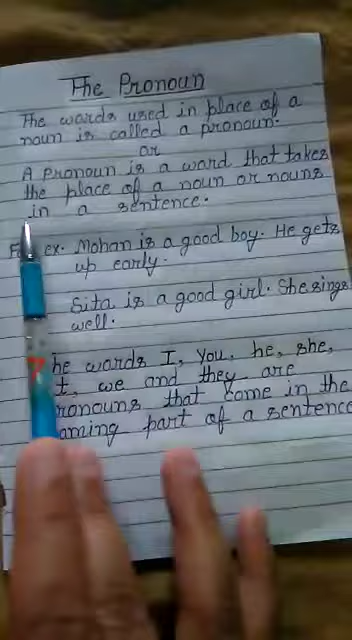 The Pronoun
The words used in place of a
noun is called a pronoun.
or
A Pronoun is a word that takes
the place of a noun or nouns
in a sentence.
ex. Mohan is a good boy. He gets
up early.
Sita is a good girl. She sings
well.
he words I, you, he, she,
t, we and they are
ronouns that come in the
aming part of a sentence